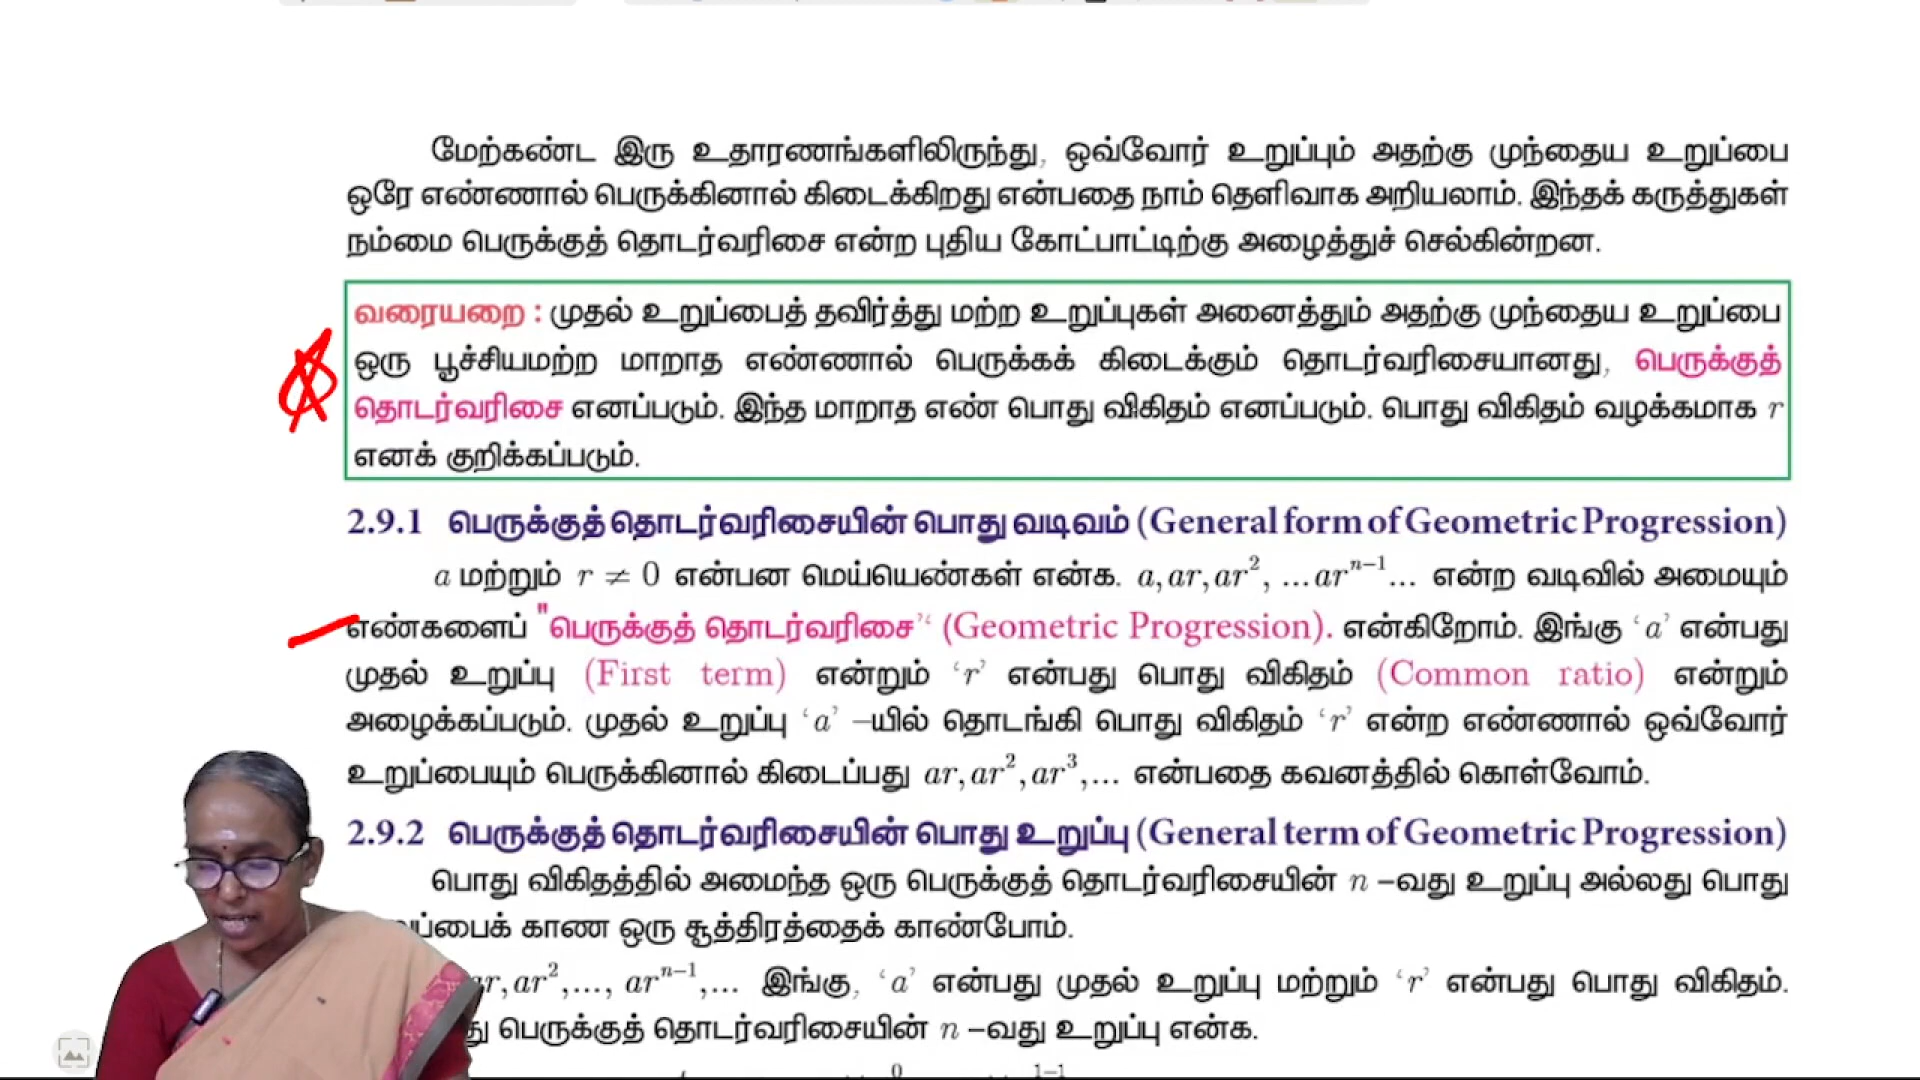 மேற்கண்ட இரு உதாரணங்களிலிருந்து, ஒவ்வோர் உறுப்பும் அதற்கு முந்தைய உறுப்பை
ஒரே எண்ணால் பெருக்கினால் கிடைக்கிறது என்பதை நாம் தெளிவாக அறியலாம். இந்தக் கருத்துகள்
நம்மை பெருக்குத் தொடர்வரிசை என்ற புதிய கோட்பாட்டிற்கு அழைத்துச் செல்கின்றன.
வரையறை : முதல் உறுப்பைத் தவிர்த்து மற்ற உறுப்புகள் அனைத்தும் அதற்கு முந்தைய உறுப்பை
ஒரு பூச்சியமற்ற மாறாத எண்ணால் பெருக்கக் கிடைக்கும் தொடர்வரிசையானது, பெருக்குத்
தொடர்வரிசை எனப்படும். இந்த மாறாத எண் பொது விகிதம் எனப்படும். பொது விகிதம் வழக்கமாக r
எனக் குறிக்கப்படும்.
2.9.1 பெருக்குத் தொடர்வரிசையின் பொது வடிவம் (General form of Geometric Progression)
a மற்றும் r ≠ 0 என்பன மெய்யெண்கள் என்க. a, ar, ar², ...arⁿ⁻¹... என்ற வடிவில் அமையும்
எண்களைப் "பெருக்குத் தொடர்வரிசை'‘ (Geometric Progression). என்கிறோம். இங்கு ‘a’ என்பது
முதல் உறுப்பு (First term) என்றும் ‘r’ என்பது பொது விகிதம் (Common ratio) என்றும்
அழைக்கப்படும். முதல் உறுப்பு ‘a’ –யில் தொடங்கி பொது விகிதம் ‘r’ என்ற எண்ணால் ஒவ்வோர்
உறுப்பையும் பெருக்கினால் கிடைப்பது ar, ar², ar³,... என்பதை கவனத்தில் கொள்வோம்.
2.9.2 பெருக்குத் தொடர்வரிசையின் பொது உறுப்பு (General term of Geometric Progression)
பொது விகிதத்தில் அமைந்த ஒரு பெருக்குத் தொடர்வரிசையின் n –வது உறுப்பு அல்லது பொது
காண ஒரு சூத்திரத்தைக் காண்போம்.
ar², ..., arⁿ⁻¹,... இங்கு, ‘a’ என்பது முதல் உறுப்பு மற்றும் ‘r’ என்பது பொது விகிதம்.
பெருக்குத் தொடர்வரிசையின் n –வது உறுப்பு என்க.